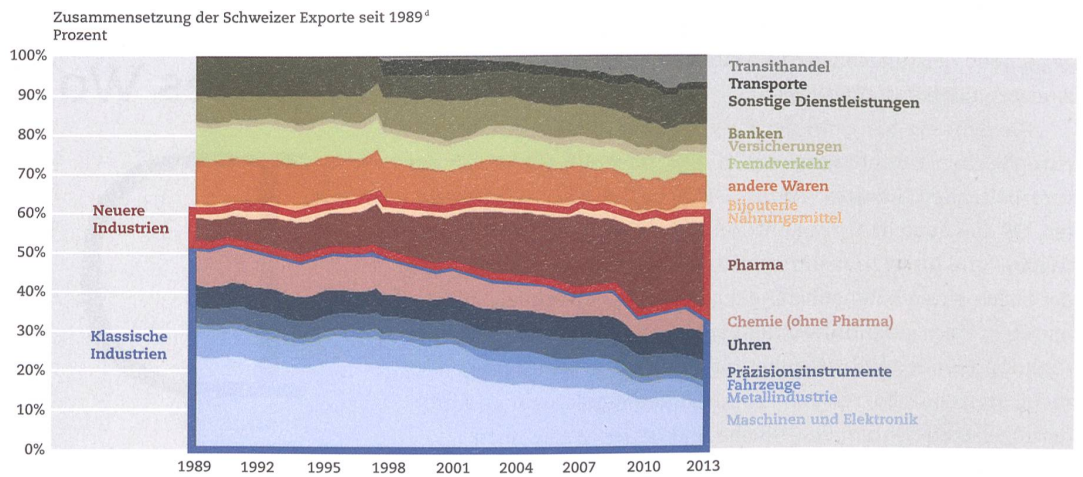 Zusammensetzung der Schweizer Exporte seit 1989 d
Prozent
100%
90%
80%
70%
60%
50%
40%
30%
20%
10%
0%
Neuere
Industrien
Klassische
Industrien
Transithandel
Transporte
Sonstige Dienstleistungen
Banken
Versicherungen
Fremdverkehr
andere Waren
Bijouterie
Nahrungsmittel
Pharma
Chemie (ohne Pharma)
Uhren
Präzisionsinstrumente
Fahrzeuge
Metallindustrie
Maschinen und Elektronik
1989 1992 1995 1998 2001 2004 2007 2010 2013